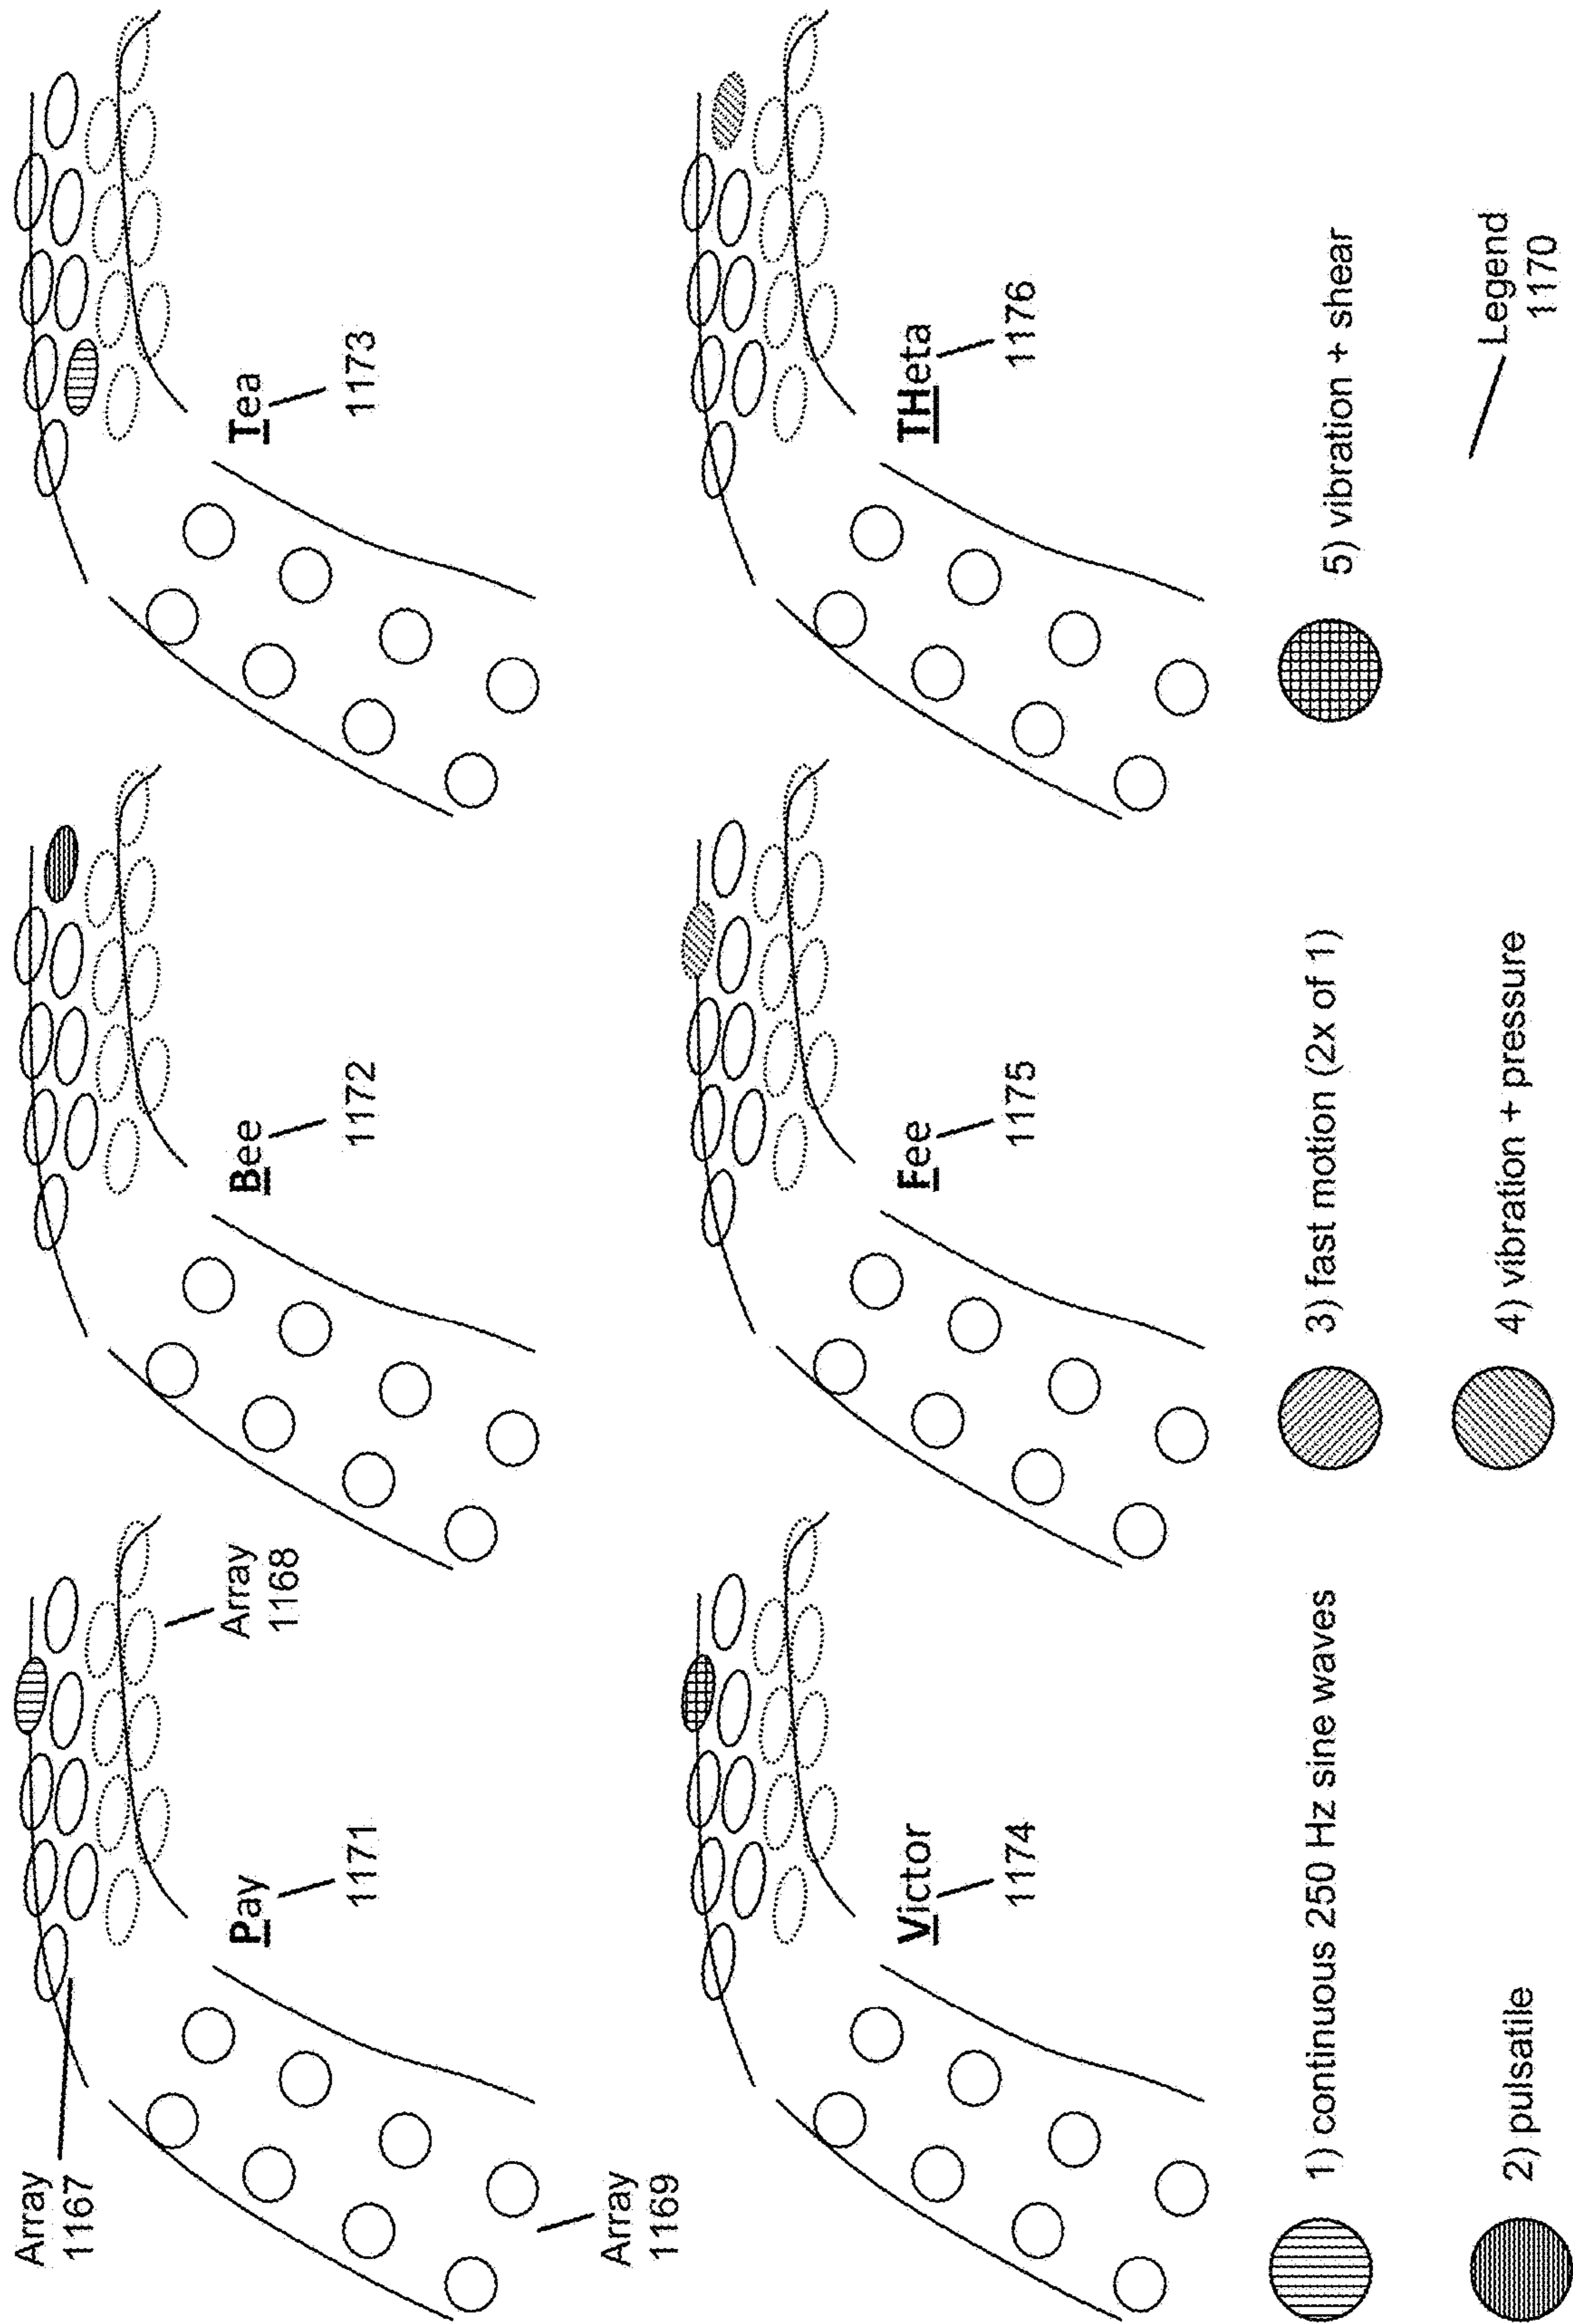 Array
1167
Array
1168
Array
1169
Pay
1171
Bee
1172
Tea
1173
Victor
1174
Fee
1175
THeta
1176
1) continuous 250 Hz sine waves
2) pulsatile
3) fast motion (2x of 1)
4) vibration + pressure
5) vibration + shear
Legend
1170